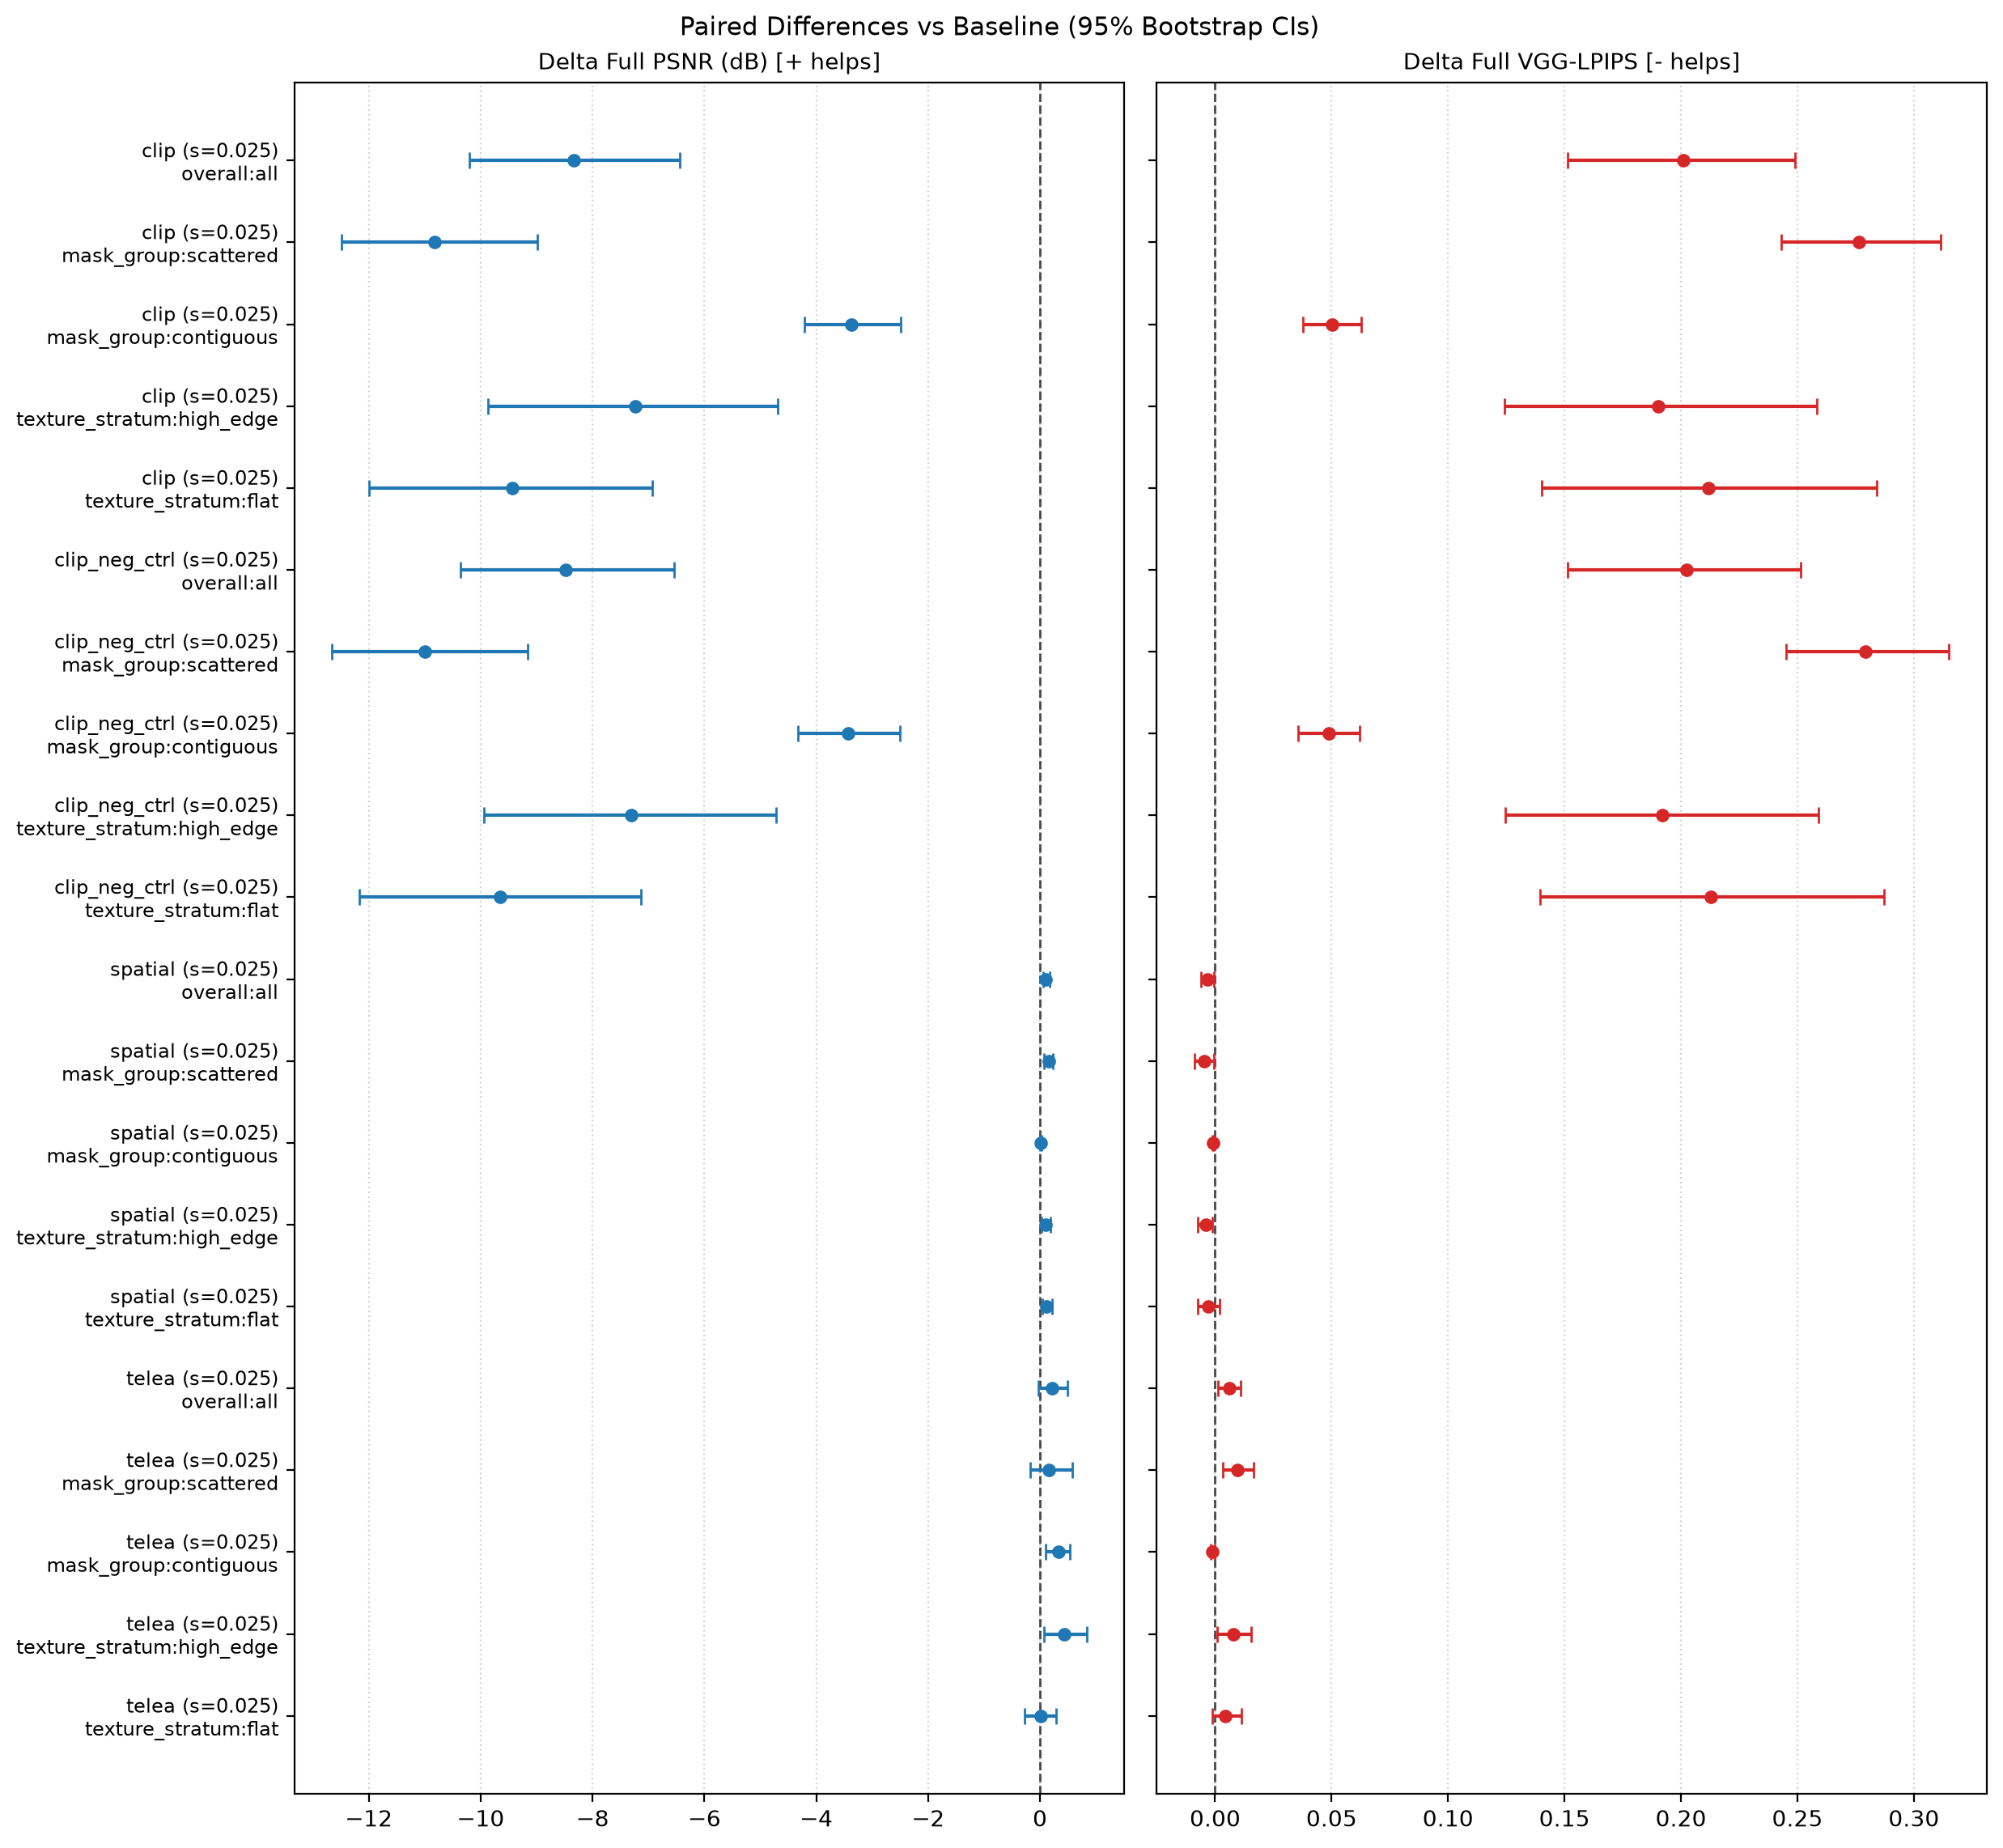 Paired Differences vs Baseline (95% Bootstrap CIs)
Delta Full PSNR (dB) [+ helps]
Delta Full VGG-LPIPS [- helps]
clip (s=0.025)
overall:all
clip (s=0.025)
mask_group:scattered
clip (s=0.025)
mask_group:contiguous
clip (s=0.025)
texture_stratum:high_edge
clip (s=0.025)
texture_stratum:flat
clip_neg_ctrl (s=0.025)
overall:all
clip_neg_ctrl (s=0.025)
mask_group:scattered
clip_neg_ctrl (s=0.025)
mask_group:contiguous
clip_neg_ctrl (s=0.025)
texture_stratum:high_edge
clip_neg_ctrl (s=0.025)
texture_stratum:flat
spatial (s=0.025)
overall:all
spatial (s=0.025)
mask_group:scattered
spatial (s=0.025)
mask_group:contiguous
spatial (s=0.025)
texture_stratum:high_edge
spatial (s=0.025)
texture_stratum:flat
telea (s=0.025)
overall:all
telea (s=0.025)
mask_group:scattered
telea (s=0.025)
mask_group:contiguous
telea (s=0.025)
texture_stratum:high_edge
telea (s=0.025)
texture_stratum:flat
−12 −10 −8 −6 −4 −2 0
0.00 0.05 0.10 0.15 0.20 0.25 0.30